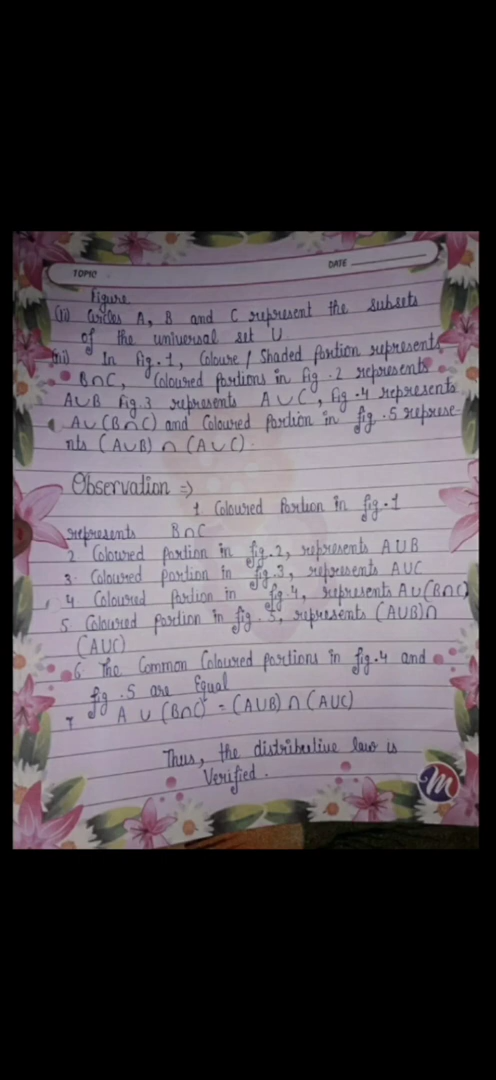 TOPIC
DATE
Figure
(ii) Circles A, B and C represent the subsets
of the universal set U
(iii) In fig.1, Coloure / Shaded portion represents
B∩C, Coloured portions in fig.2 represents
A∪B fig.3 represents A∪C, fig.4 represents
A∪(B∩C) and Coloured portion in fig.5 represe-
nts (A∪B)∩(A∪C).
Observation =>
1 Coloured Portion in fig.1
represents B∩C
2. Coloured portion in fig.2, represents A∪B
3. Coloured portion in fig.3, represents A∪C
4. Coloured Portion in fig.4, represents A∪(B∩C)
5. Coloured portion in fig.5, represents (A∪B)∩
(A∪C)
6. The Common Coloured portions in fig.4 and
fig.5 are Equal
7 A∪(B∩C) = (A∪B)∩(A∪C)
Thus, the distributive law is
Verified.
M